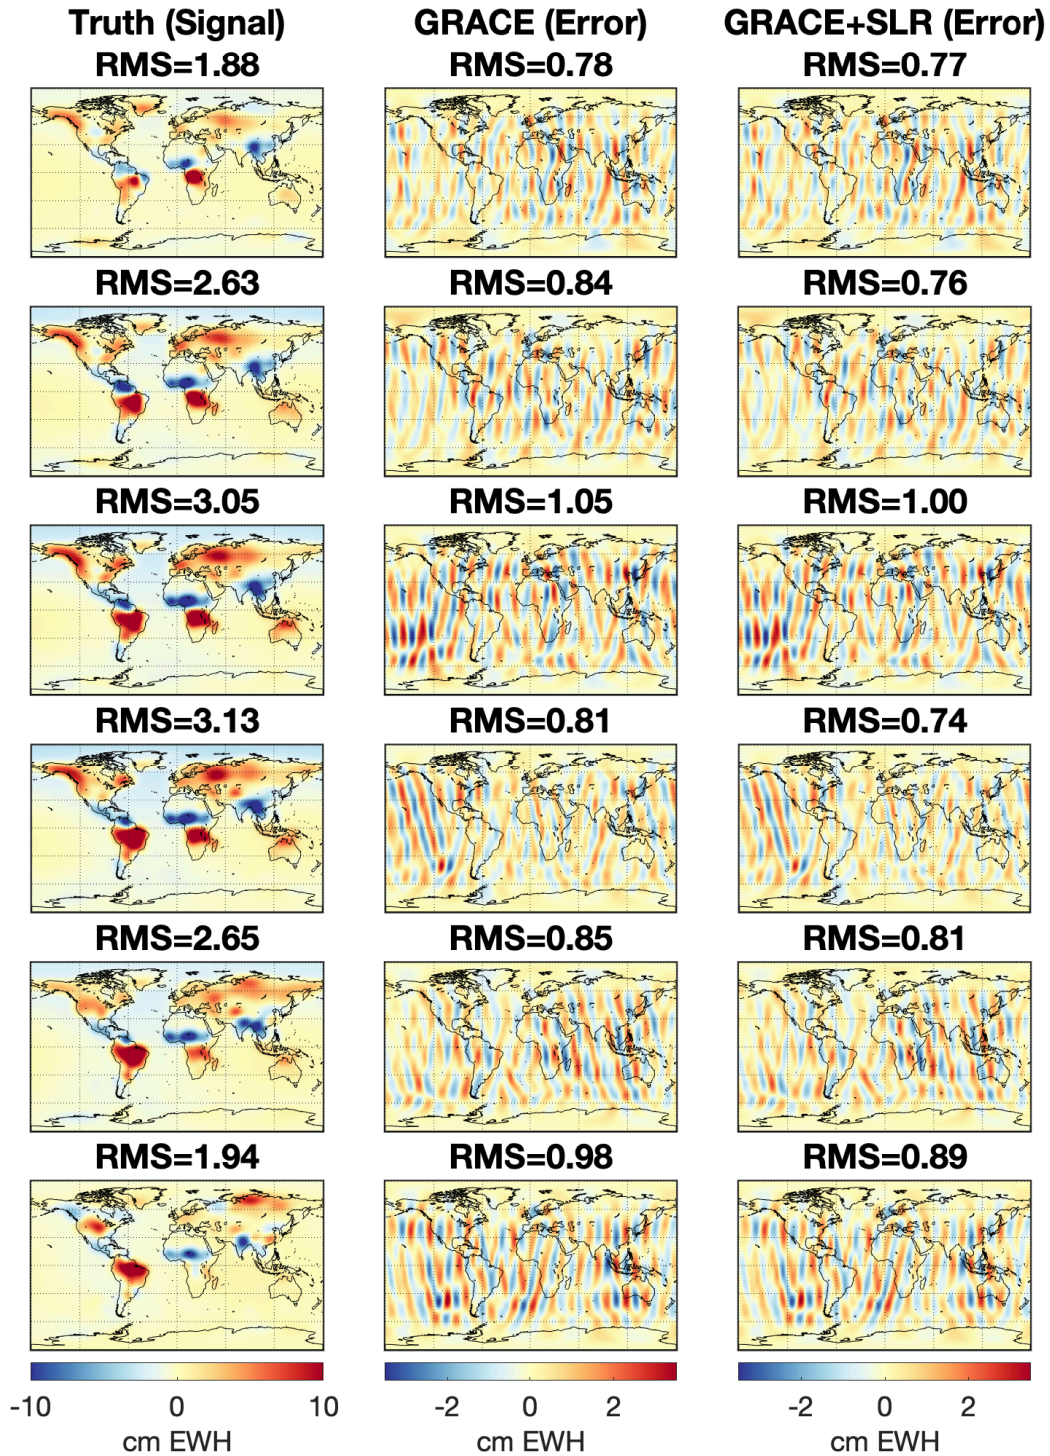 Truth (Signal) GRACE (Error) GRACE+SLR (Error)
RMS=1.88 RMS=0.78 RMS=0.77
RMS=2.63 RMS=0.84 RMS=0.76
RMS=3.05 RMS=1.05 RMS=1.00
RMS=3.13 RMS=0.81 RMS=0.74
RMS=2.65 RMS=0.85 RMS=0.81
RMS=1.94 RMS=0.98 RMS=0.89
-10 0 10 -2 0 2 -2 0 2
cm EWH cm EWH cm EWH